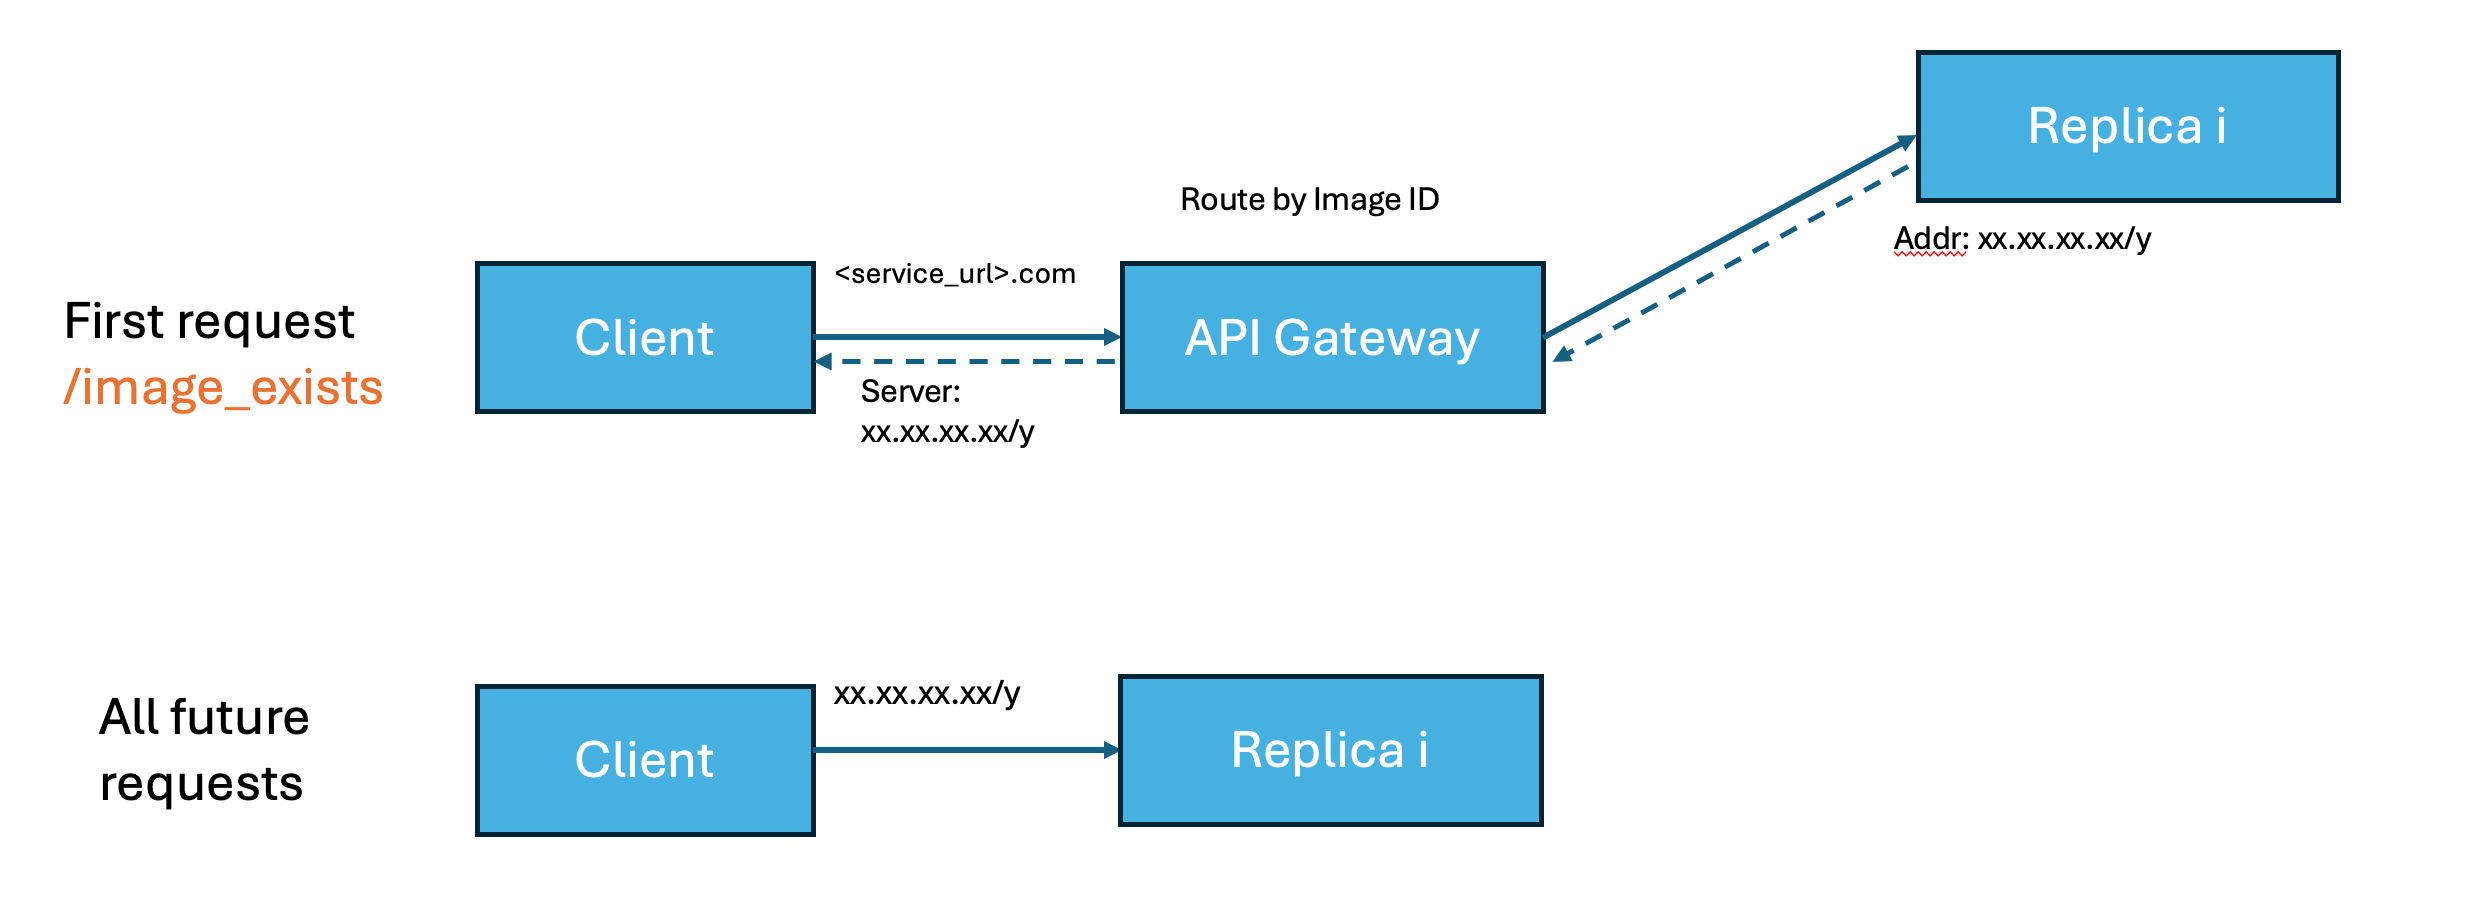 Replica i
Route by Image ID
Addr: xx.xx.xx.xx/y
<service_url>.com
First request
/image_exists
Client
API Gateway
Server:
xx.xx.xx.xx/y
All future
requests
Client
xx.xx.xx.xx/y
Replica i